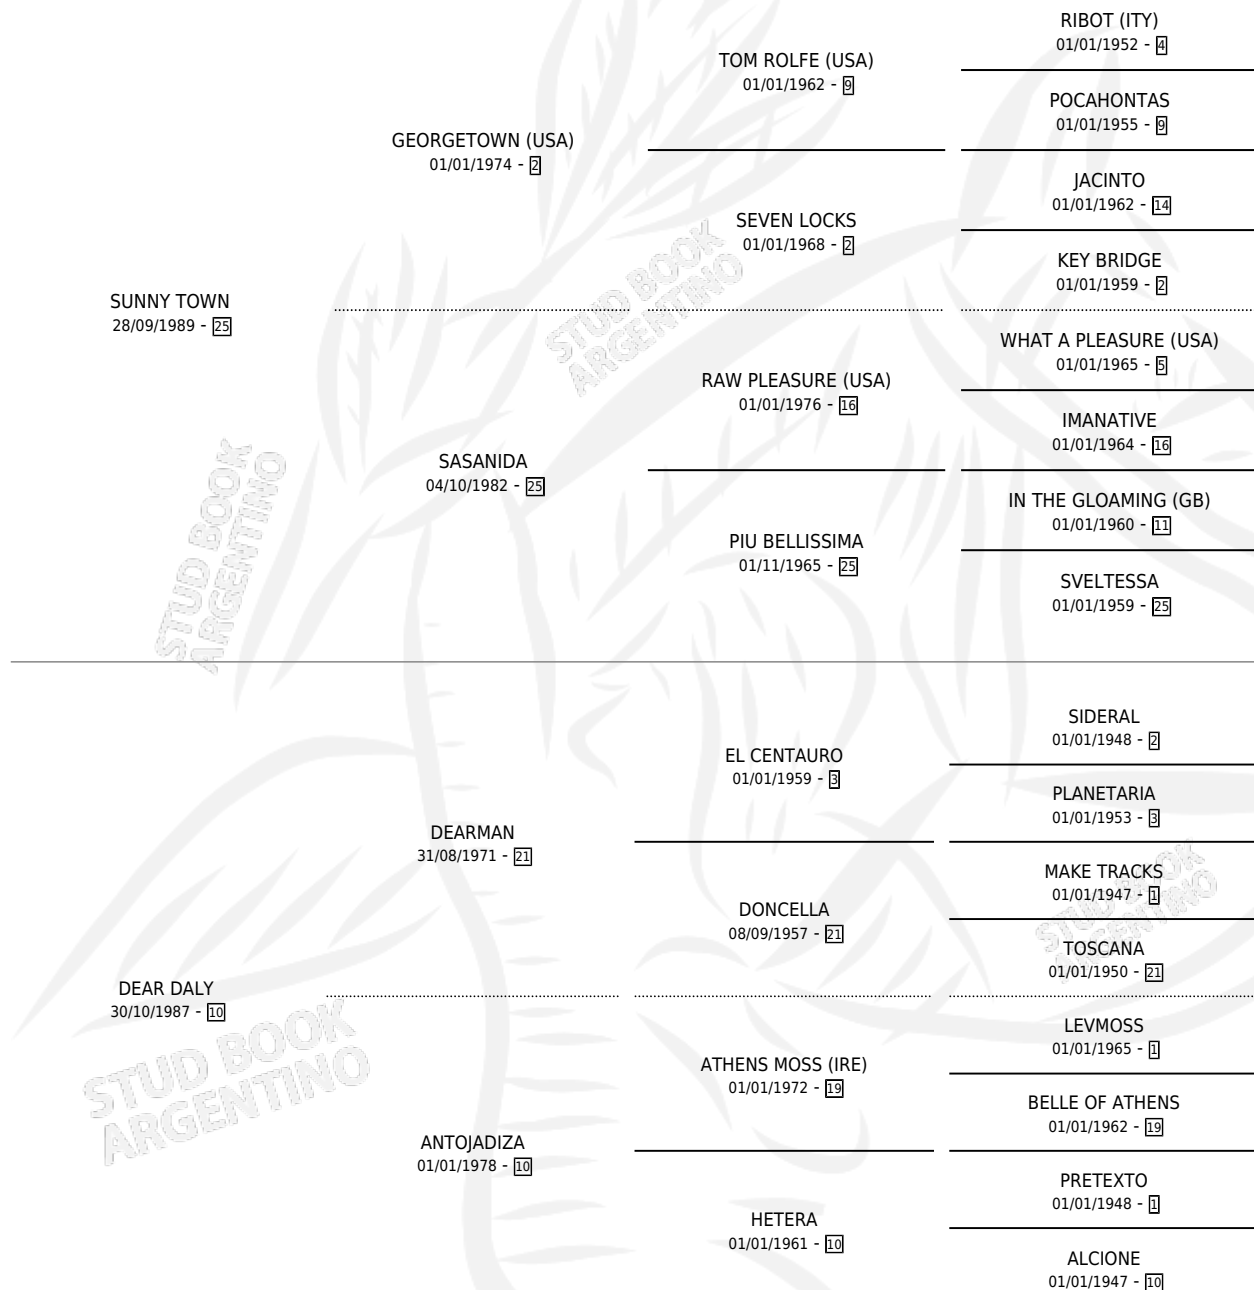 RIBOT (ITY)
01/01/1952 - 4
TOM ROLFE (USA)
01/01/1962 - 9
POCAHONTAS
01/01/1955 - 9
GEORGETOWN (USA)
01/01/1974 - 2
JACINTO
01/01/1962 - 14
SEVEN LOCKS
01/01/1968 - 2
KEY BRIDGE
01/01/1959 - 2
SUNNY TOWN
28/09/1989 - 25
STUD BOOK
ARGENTINO
WHAT A PLEASURE (USA)
01/01/1965 - 5
RAW PLEASURE (USA)
01/01/1976 - 16
IMANATIVE
01/01/1964 - 16
SASANIDA
04/10/1982 - 25
IN THE GLOAMING (GB)
01/01/1960 - 11
PIU BELLISSIMA
01/11/1965 - 25
SVELTESSA
01/01/1959 - 25
STUD BOOK
ARGENTINO
SIDERAL
01/01/1948 - 2
EL CENTAURO
01/01/1959 - 3
PLANETARIA
01/01/1953 - 3
DEARMAN
31/08/1971 - 21
MAKE TRACKS
01/01/1947 - 1
DONCELLA
08/09/1957 - 21
TOSCANA
01/01/1950 - 21
STUD BOOK
ARGENTINO
DEAR DALY
30/10/1987 - 10
LEVMOSS
01/01/1965 - 1
ATHENS MOSS (IRE)
01/01/1972 - 19
BELLE OF ATHENS
01/01/1962 - 19
STUD BOOK
ARGENTINO
ANTOJADIZA
01/01/1978 - 10
PRETEXTO
01/01/1948 - 1
HETERA
01/01/1961 - 10
ALCIONE
01/01/1947 - 10